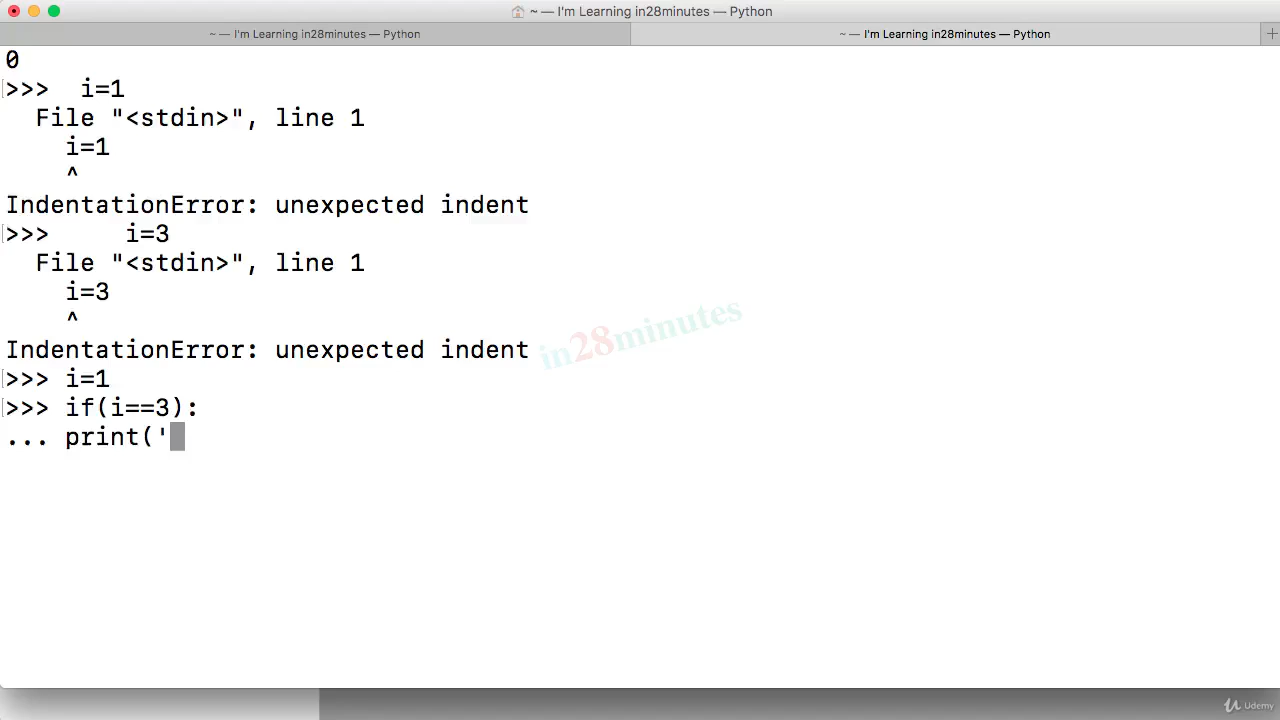 ~ — I'm Learning in28minutes — Python
~ — I'm Learning in28minutes — Python
~ — I'm Learning in28minutes — Python
0
>>>  i=1
  File "<stdin>", line 1
    i=1
    ^
IndentationError: unexpected indent
>>>     i=3
  File "<stdin>", line 1
    i=3
    ^
IndentationError: unexpected indent
>>> i=1
>>> if(i==3):
... print('
in28minutes
Udemy